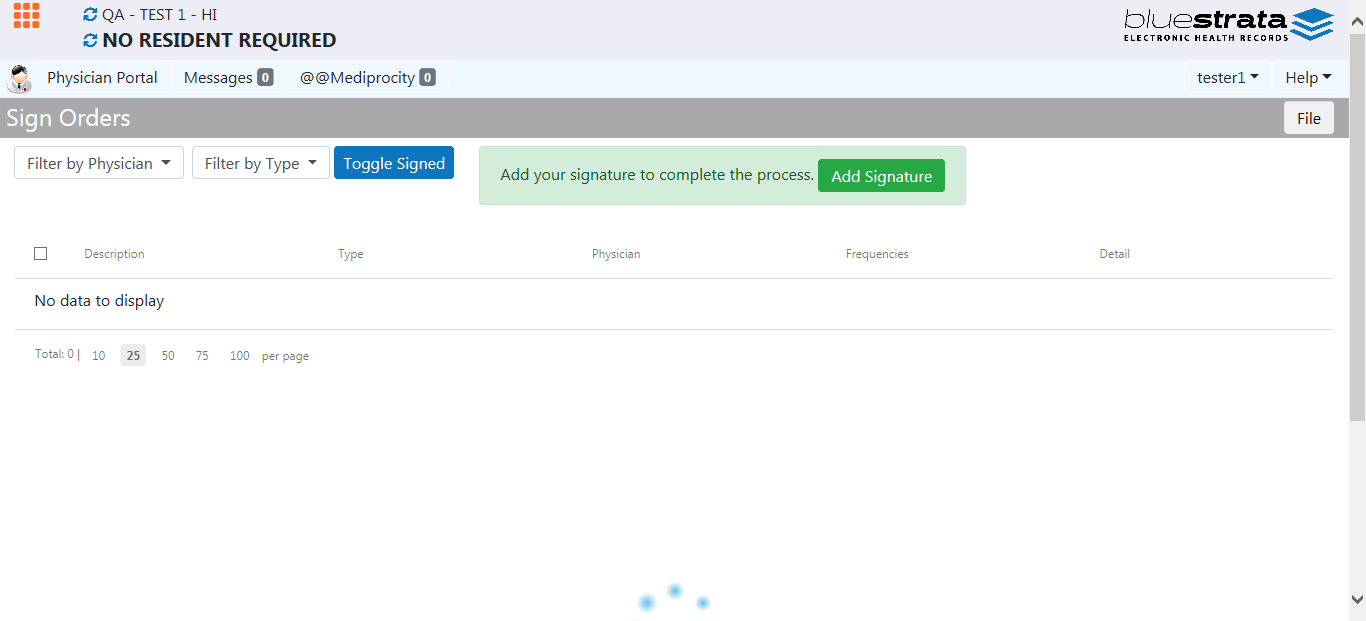 QA - TEST 1 - HI
NO RESIDENT REQUIRED
bluestrata
ELECTRONIC HEALTH RECORDS
Physician Portal Messages 0 @@Mediprocity 0 tester1 Help
Sign Orders File
Filter by Physician Filter by Type Toggle Signed Add your signature to complete the process. Add Signature
Description Type Physician Frequencies Detail
No data to display
Total: 0 | 10 25 50 75 100 per page